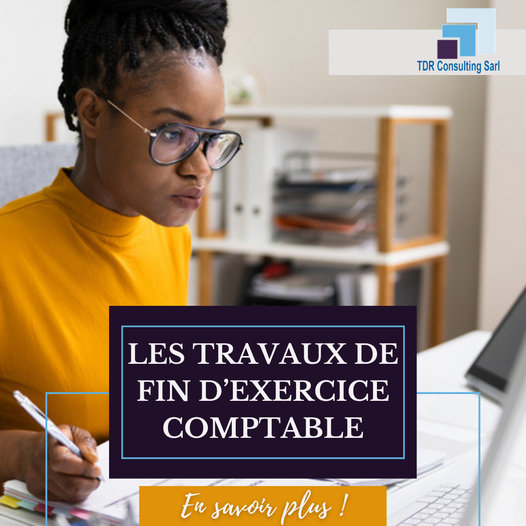 TDR Consulting Sarl
LES TRAVAUX DE
FIN D’EXERCICE
COMPTABLE
En savoir plus !